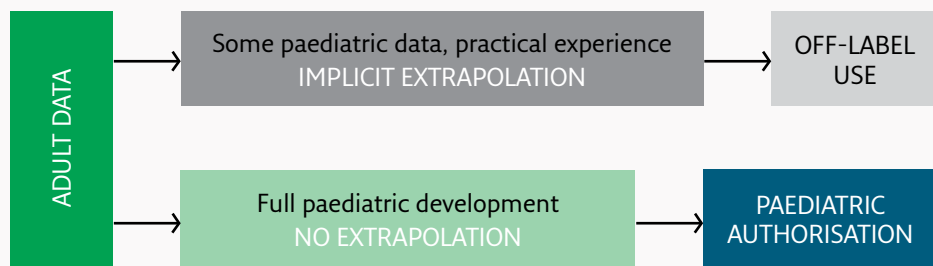 ADULT DATA
Some paediatric data, practical experience
IMPLICIT EXTRAPOLATION
OFF-LABEL
USE
Full paediatric development
NO EXTRAPOLATION
PAEDIATRIC
AUTHORISATION